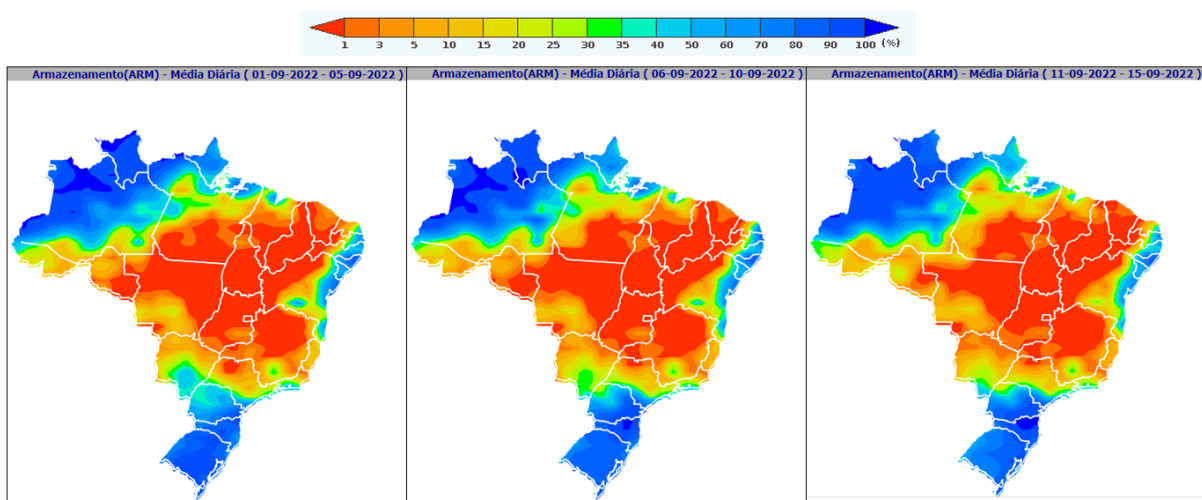 1 3 5 10 15 20 25 30 35 40 50 60 70 80 90 100 (%)
Armazenamento(ARM) - Média Diária ( 01-09-2022 - 05-09-2022 )
Armazenamento(ARM) - Média Diária ( 06-09-2022 - 10-09-2022 )
Armazenamento(ARM) - Média Diária ( 11-09-2022 - 15-09-2022 )